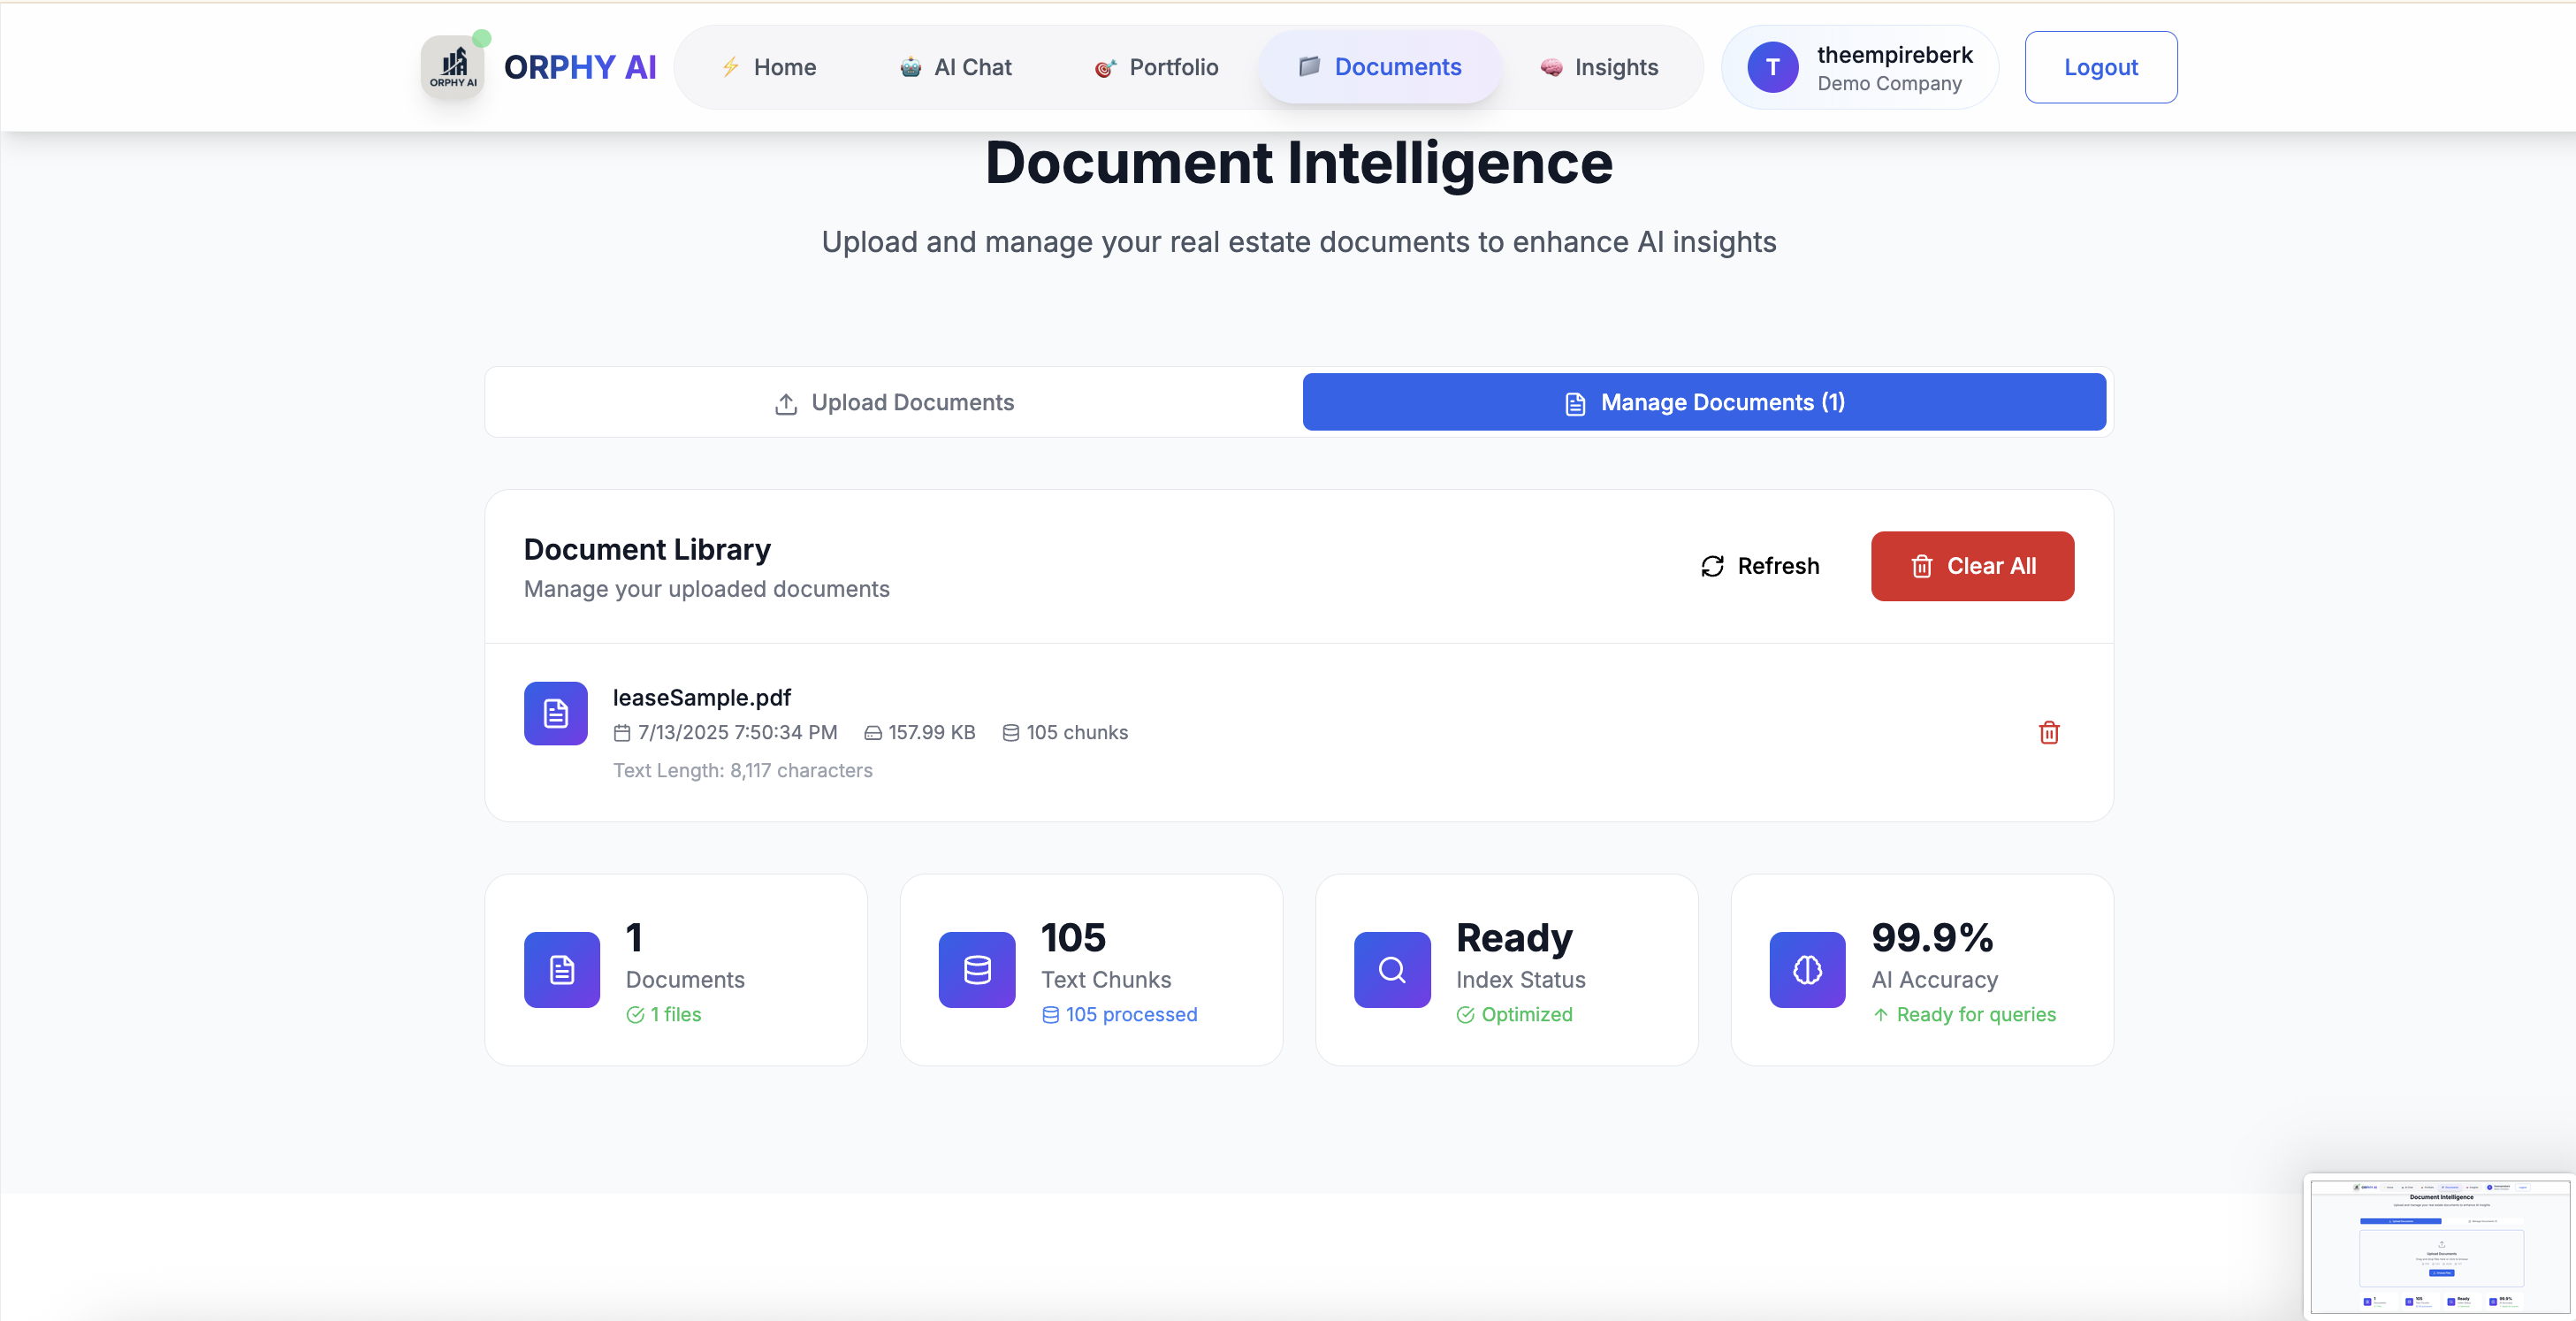 ORPHY AI
ORPHY AI
Home
AI Chat
Portfolio
Documents
Insights
T
theempireberk
Demo Company
Logout
Document Intelligence
Upload and manage your real estate documents to enhance AI insights
Upload Documents
Manage Documents (1)
Document Library
Manage your uploaded documents
Refresh
Clear All
leaseSample.pdf
7/13/2025 7:50:34 PM 157.99 KB 105 chunks
Text Length: 8,117 characters
1
Documents
1 files
105
Text Chunks
105 processed
Ready
Index Status
Optimized
99.9%
AI Accuracy
Ready for queries
Document Intelligence